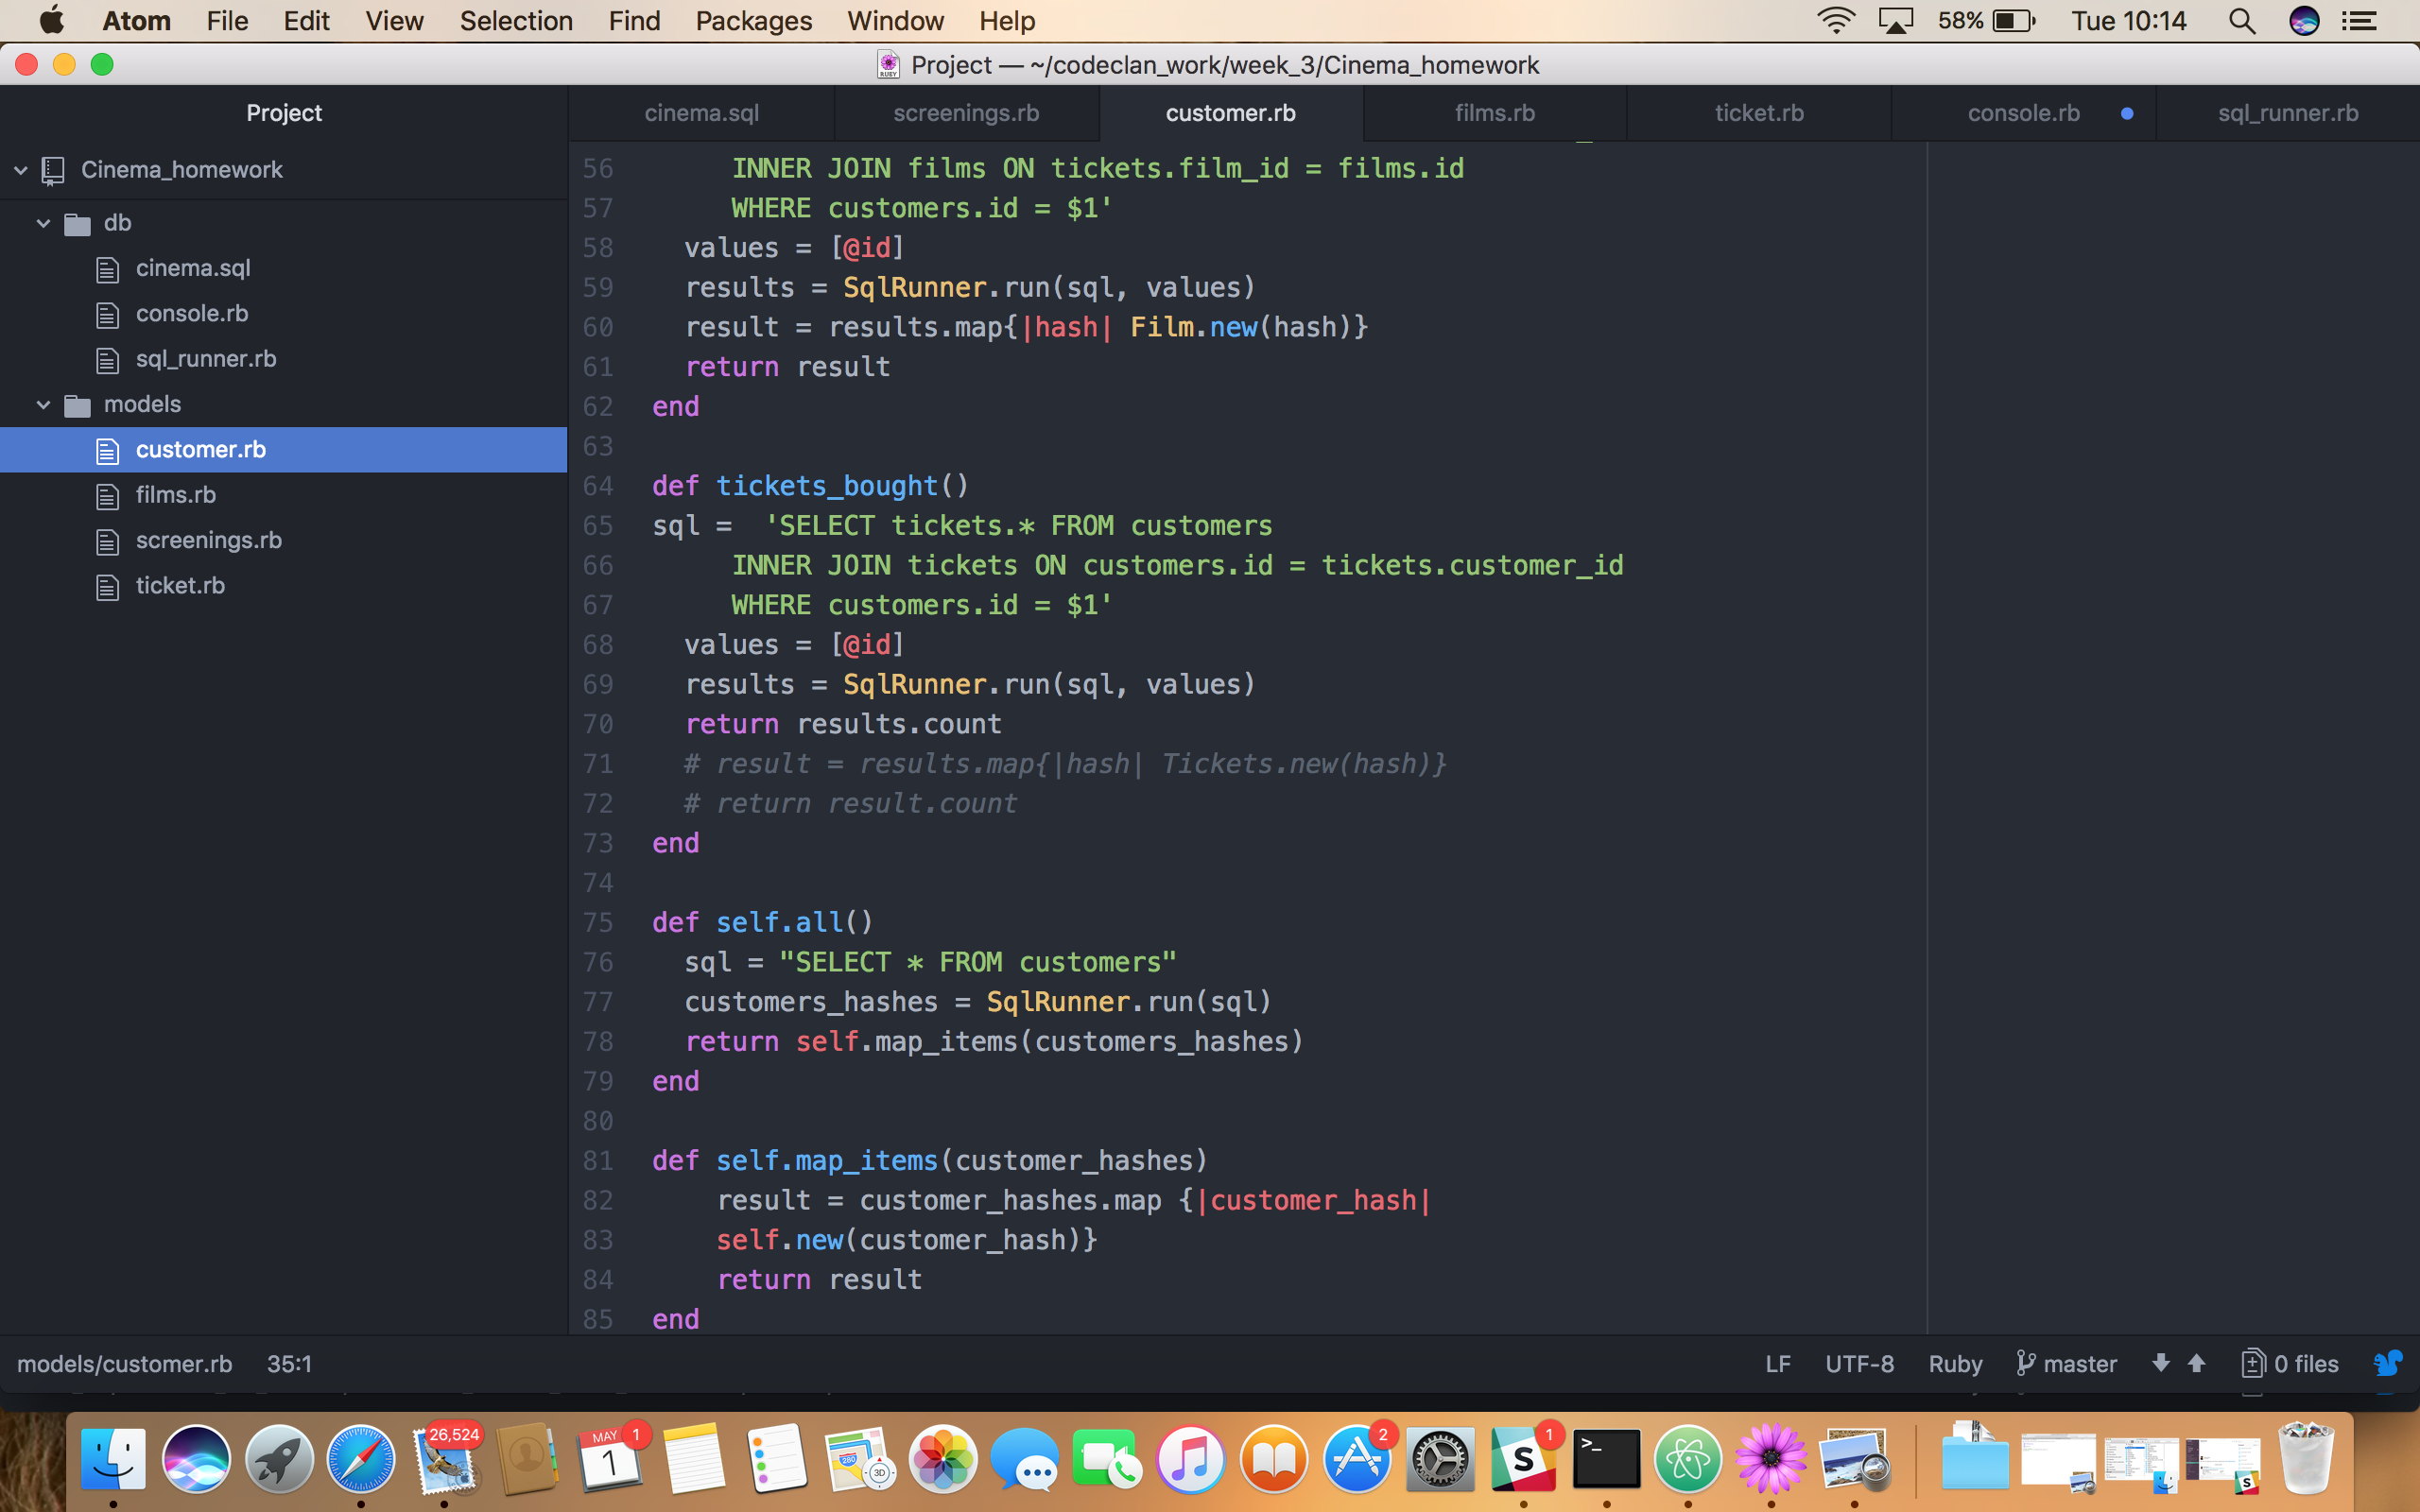 Atom File Edit View Selection Find Packages Window Help 58% Tue 10:14
Project — ~/codeclan_work/week_3/Cinema_homework
Project
cinema.sql screenings.rb customer.rb films.rb ticket.rb console.rb sql_runner.rb
Cinema_homework
db
cinema.sql
console.rb
sql_runner.rb
models
customer.rb
films.rb
screenings.rb
ticket.rb
56 INNER JOIN films ON tickets.film_id = films.id
57 WHERE customers.id = $1'
58 values = [@id]
59 results = SqlRunner.run(sql, values)
60 result = results.map{|hash| Film.new(hash)}
61 return result
62 end
63
64 def tickets_bought()
65 sql =  'SELECT tickets.* FROM customers
66 INNER JOIN tickets ON customers.id = tickets.customer_id
67 WHERE customers.id = $1'
68 values = [@id]
69 results = SqlRunner.run(sql, values)
70 return results.count
71 # result = results.map{|hash| Tickets.new(hash)}
72 # return result.count
73 end
74
75 def self.all()
76 sql = "SELECT * FROM customers"
77 customers_hashes = SqlRunner.run(sql)
78 return self.map_items(customers_hashes)
79 end
80
81 def self.map_items(customer_hashes)
82 result = customer_hashes.map {|customer_hash|
83 self.new(customer_hash)}
84 return result
85 end
models/customer.rb 35:1 LF UTF-8 Ruby master 0 files
26,524 MAY 1 1 280 3D 2 S 1 >_